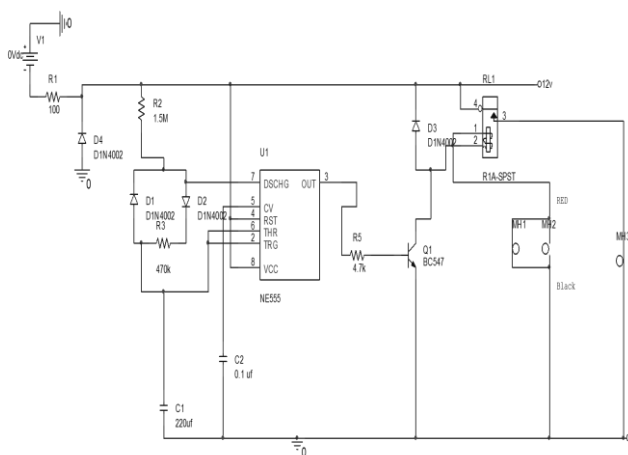 0
V1
0Vdc
+
-
R1
100
R2
1.5M
D4
D1N4002
0
D1
D1N4002
D2
D1N4002
R3
470k
U1
7 DSCHG OUT 3
5 CV
4 RST
6 THR
2 TRG
8 VCC
NE555
C2
0.1 uf
C1
220uf
0
R5
4.7k
Q1
BC547
D3
D1N4002
RL1
12v
4
3
1
2
R1A-SPST
RED
MH1
MH2
Black